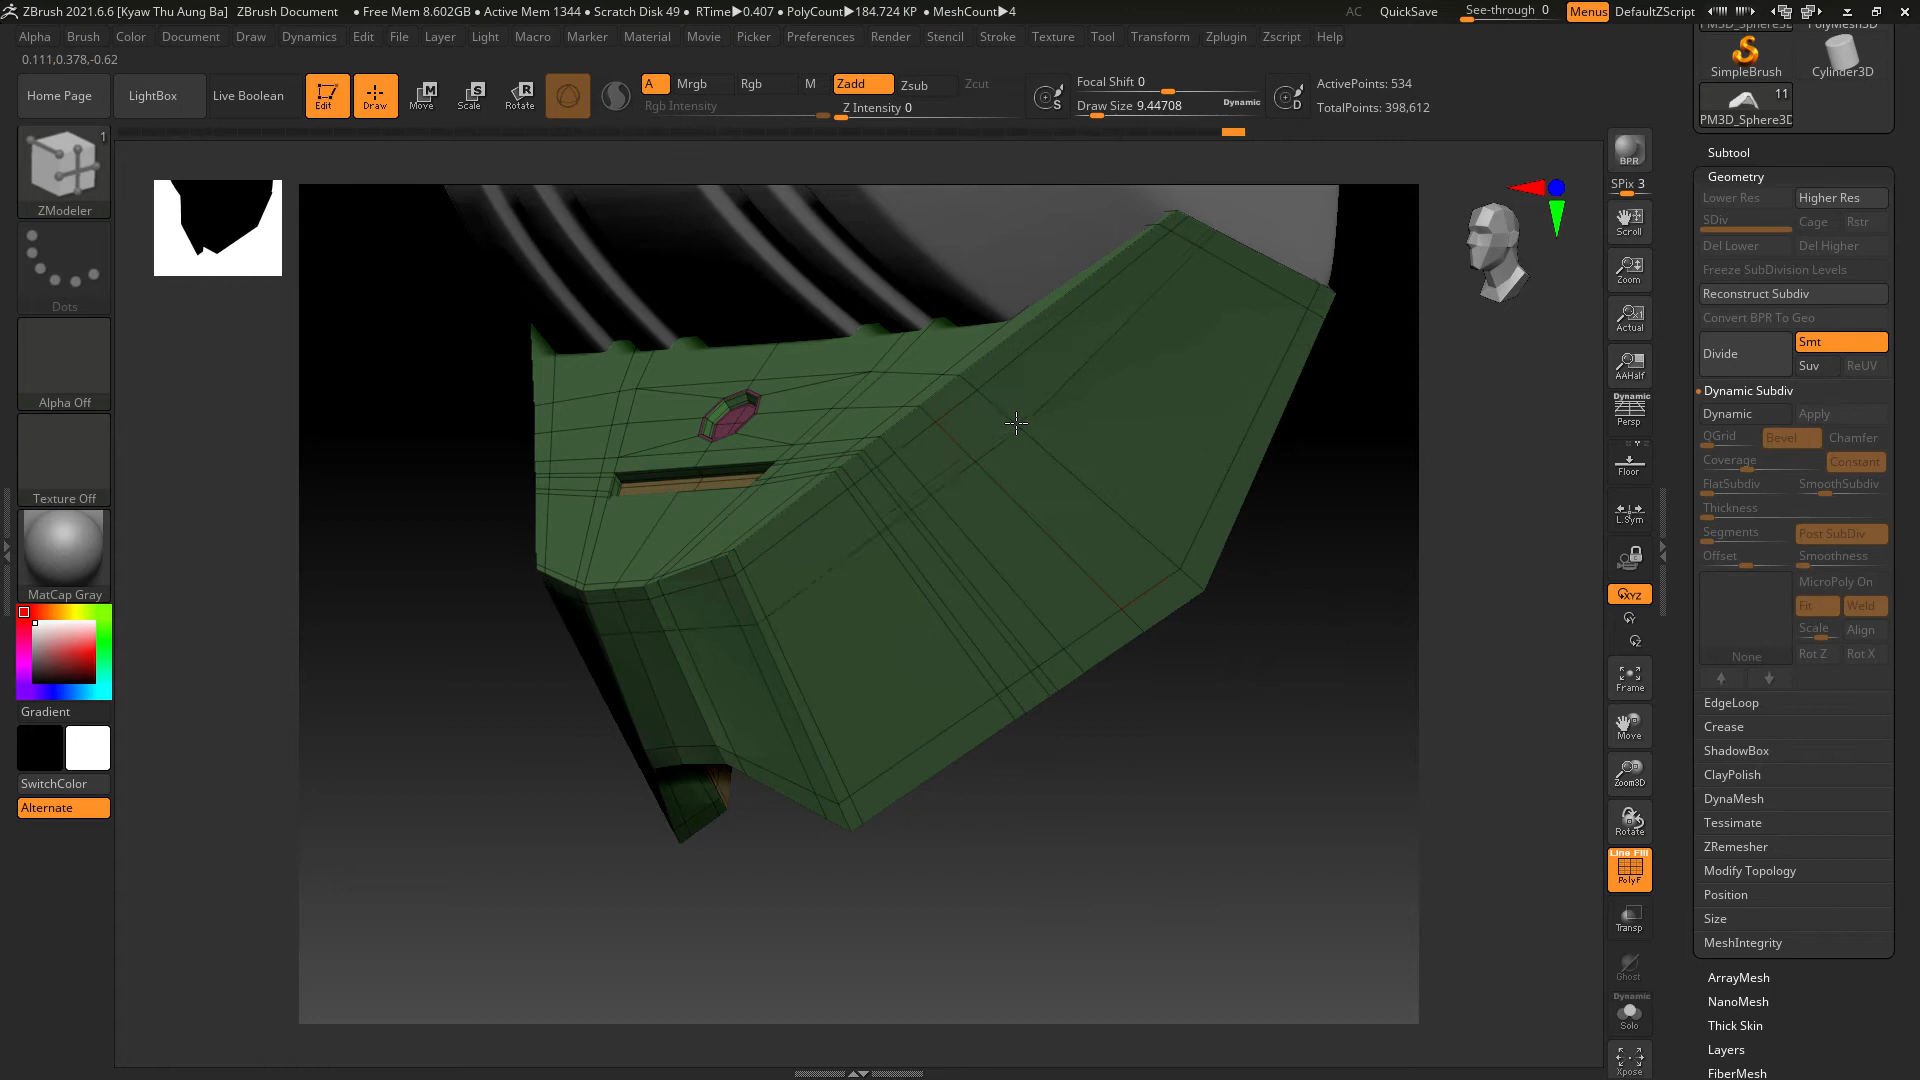 ZBrush 2021.6.6 [Kyaw Thu Aung Ba] ZBrush Document • Free Mem 8.602GB • Active Mem 1344 • Scratch Disk 49 • RTime▶0.407 • PolyCount▶184.724 KP • MeshCount▶4 AC QuickSave See-through 0 Menus DefaultZScript
Alpha Brush Color Document Draw Dynamics Edit File Layer Light Macro Marker Material Movie Picker Preferences Render Stencil Stroke Texture Tool Transform Zplugin Zscript Help
0.111,0.378,-0.62
Home Page LightBox Live Boolean Edit Draw Move Scale Rotate
A Mrgb Rgb M Zadd Zsub Zcut
Rgb Intensity Z Intensity 0
S Focal Shift 0
Draw Size 9.44708 Dynamic D
ActivePoints: 534
TotalPoints: 398,612
1
ZModeler
Dots
Alpha Off
Texture Off
MatCap Gray
Gradient
SwitchColor
Alternate
BPR
SPix 3
Scroll
Zoom
Actual
AAHalf
Dynamic
Persp
Floor
L.Sym
XYZ
Y
Z
Frame
Move
Zoom3D
Rotate
Line Fill
PolyF
Transp
Ghost
Dynamic
Solo
Xpose
PM3D_Sphere3D PolyMesh3D
SimpleBrush Cylinder3D
11
PM3D_Sphere3D
Subtool
Geometry
Lower Res Higher Res
SDiv Cage Rstr
Del Lower Del Higher
Freeze SubDivision Levels
Reconstruct Subdiv
Convert BPR To Geo
Divide Smt
Suv ReUV
Dynamic Subdiv
Dynamic Apply
QGrid Bevel Chamfer
Coverage Constant
FlatSubdiv SmoothSubdiv
Thickness
Segments Post SubDiv
Offset Smoothness
MicroPoly On
Fit Weld
Scale Align
None Rot Z Rot X
EdgeLoop
Crease
ShadowBox
ClayPolish
DynaMesh
Tessimate
ZRemesher
Modify Topology
Position
Size
MeshIntegrity
ArrayMesh
NanoMesh
Thick Skin
Layers
FiberMesh